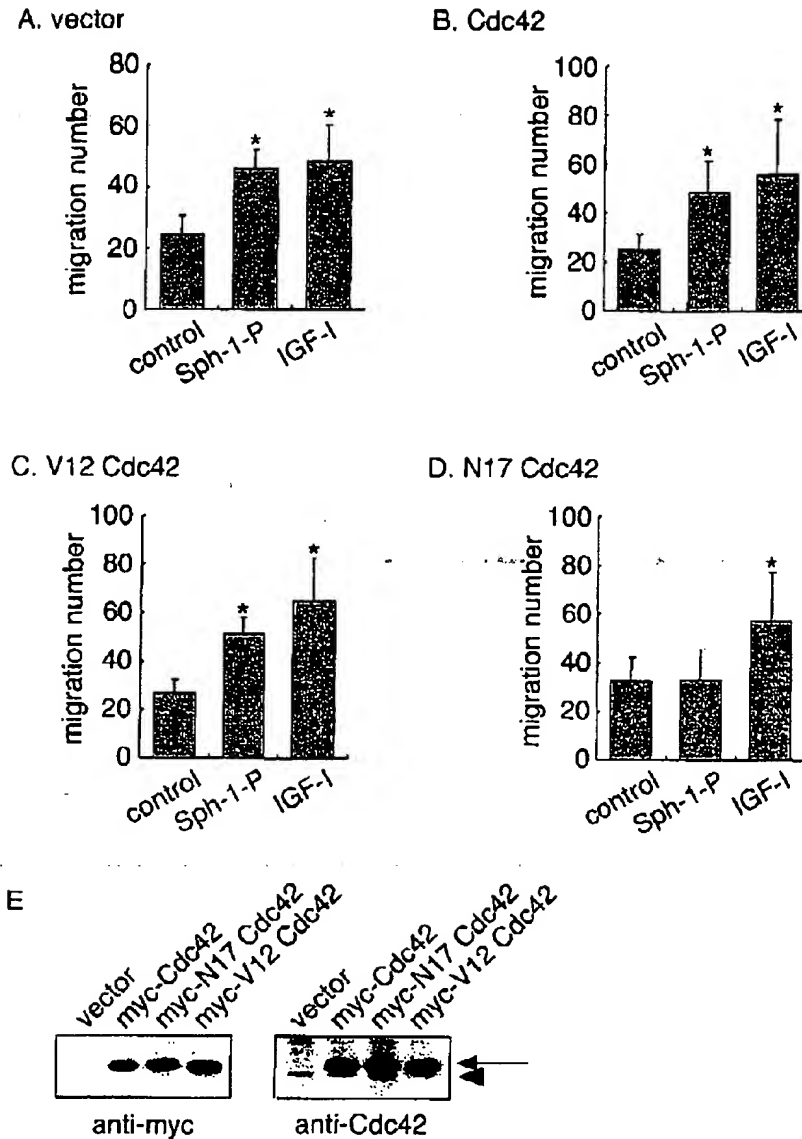 A. vector
migration number
80
60
40
20
0
*
*
control
Sph-1-P
IGF-I
B. Cdc42
migration number
100
80
60
40
20
0
*
*
control
Sph-1-P
IGF-I
C. V12 Cdc42
migration number
100
80
60
40
20
0
*
*
control
Sph-1-P
IGF-I
D. N17 Cdc42
migration number
100
80
60
40
20
0
*
control
Sph-1-P
IGF-I
E
vector
myc-Cdc42
myc-N17 Cdc42
myc-V12 Cdc42
anti-myc
vector
myc-Cdc42
myc-N17 Cdc42
myc-V12 Cdc42
anti-Cdc42